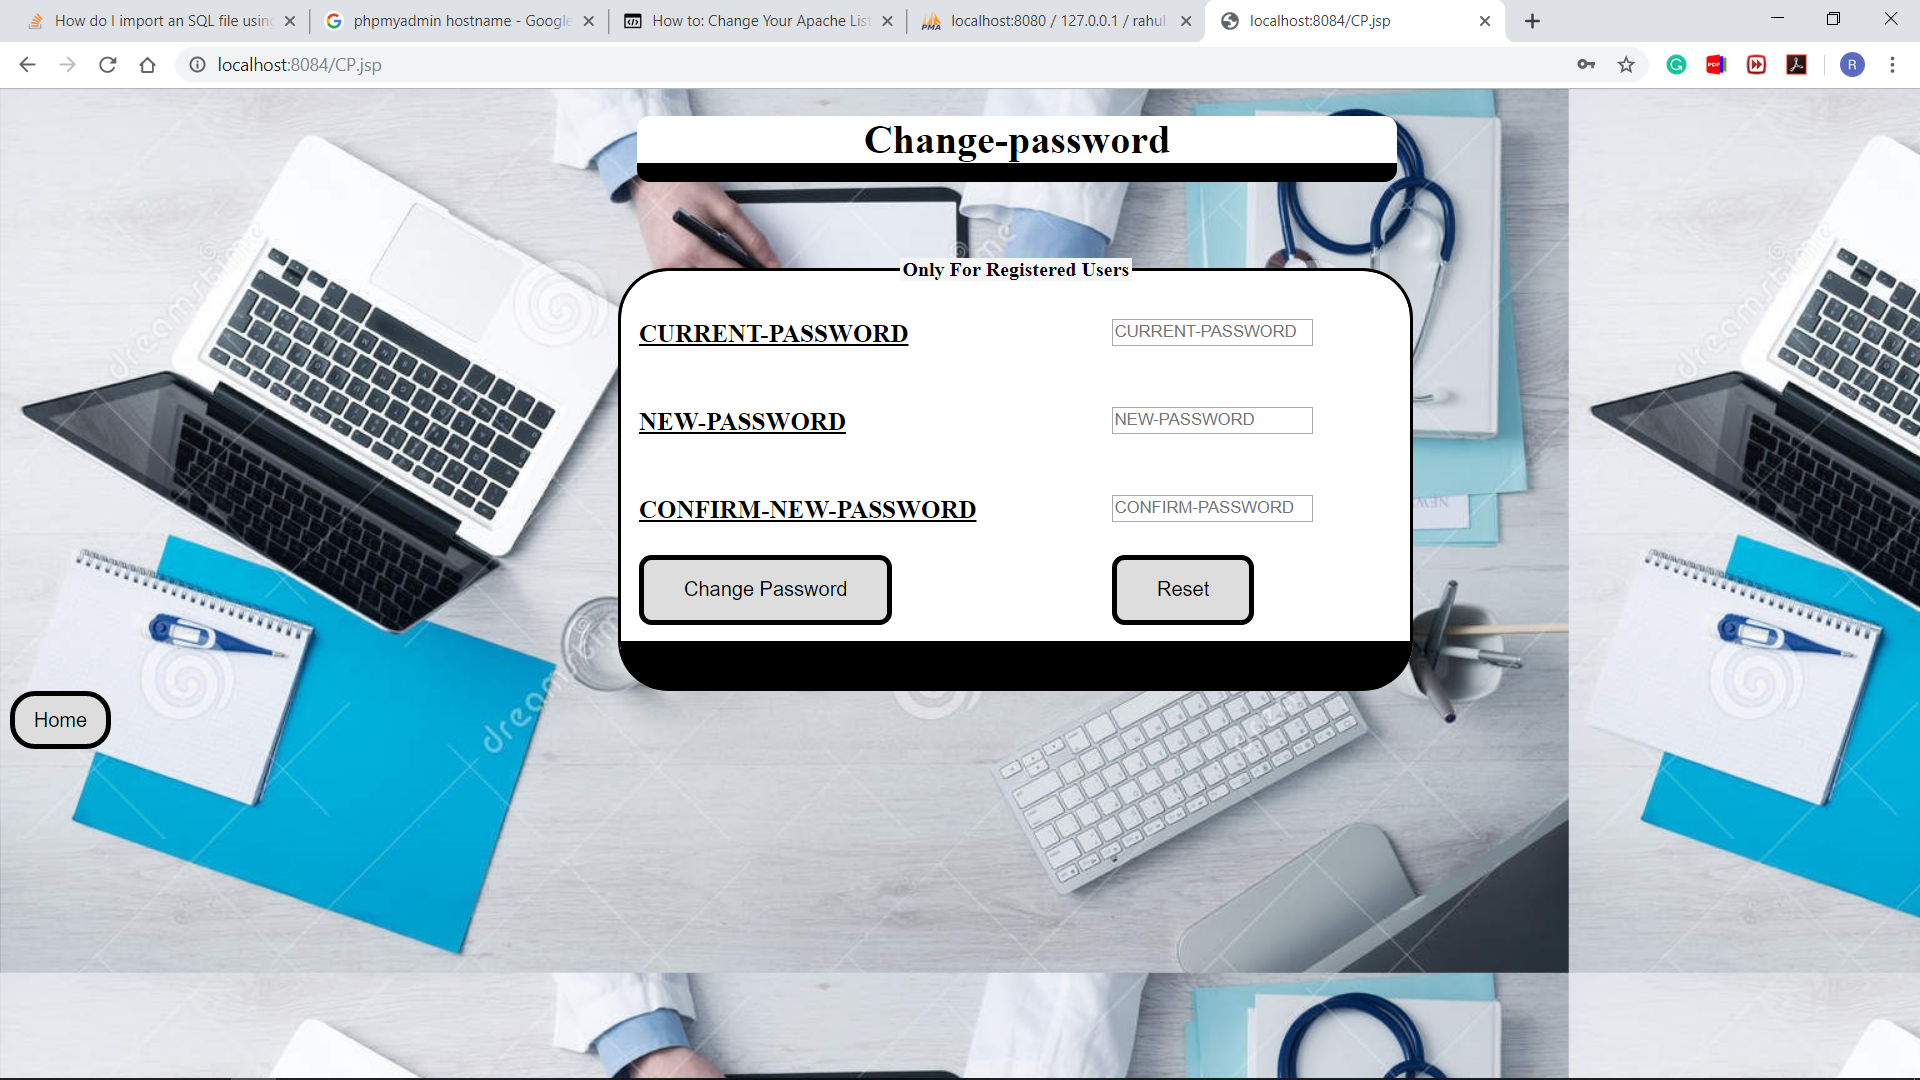 How do I import an SQL file using
phpmyadmin hostname - Google
How to: Change Your Apache List
localhost:8080 / 127.0.0.1 / rahul
localhost:8084/CP.jsp
localhost:8084/CP.jsp
R
Change-password
Only For Registered Users
CURRENT-PASSWORD
CURRENT-PASSWORD
NEW-PASSWORD
NEW-PASSWORD
CONFIRM-NEW-PASSWORD
CONFIRM-PASSWORD
Change Password
Reset
Home